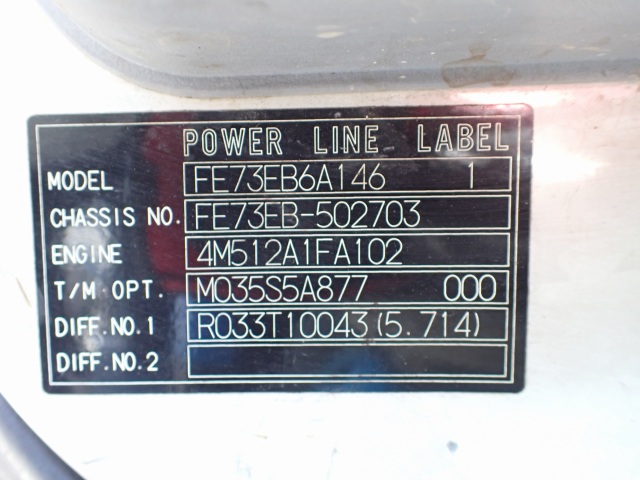 POWER LINE LABEL
MODEL FE73EB6A146 1
CHASSIS NO. FE73EB-502703
ENGINE 4M512A1FA102
T/M OPT. M035S5A877 000
DIFF.NO.1 R033T10043(5.714)
DIFF.NO.2